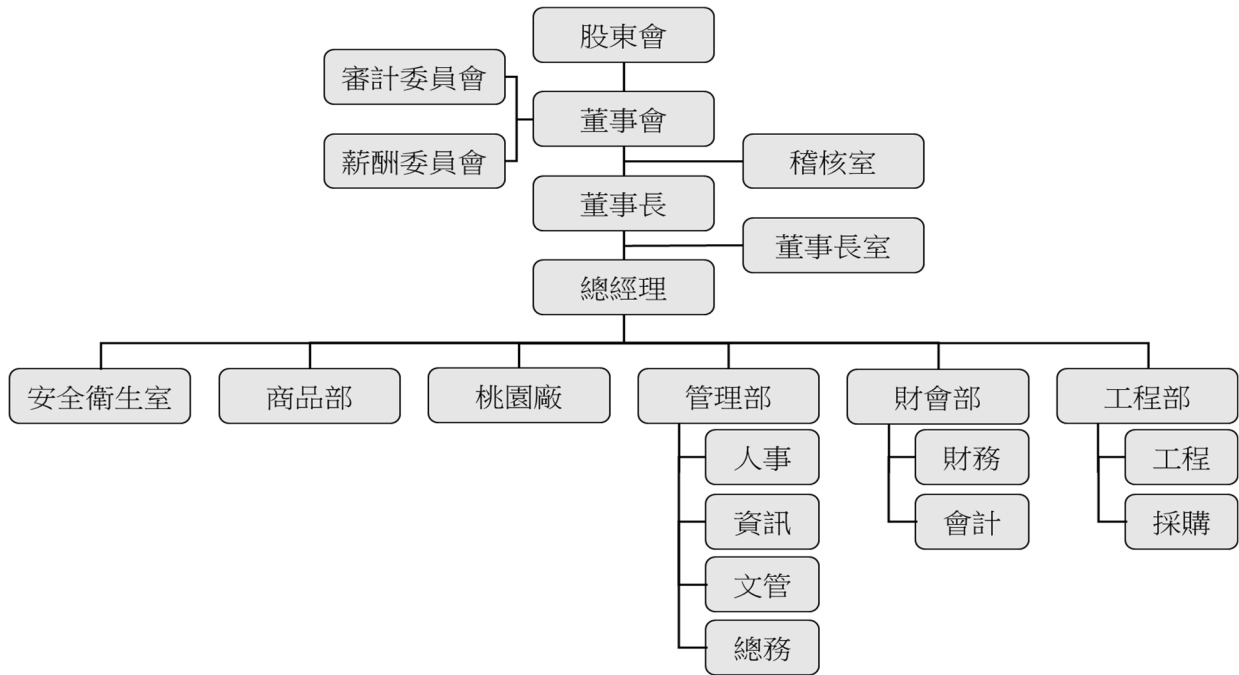 股東會
審計委員會
董事會
薪酬委員會
稽核室
董事長
董事長室
總經理
安全衛生室
商品部
桃園廠
管理部
財會部
工程部
人事
資訊
文管
總務
財務
會計
工程
採購